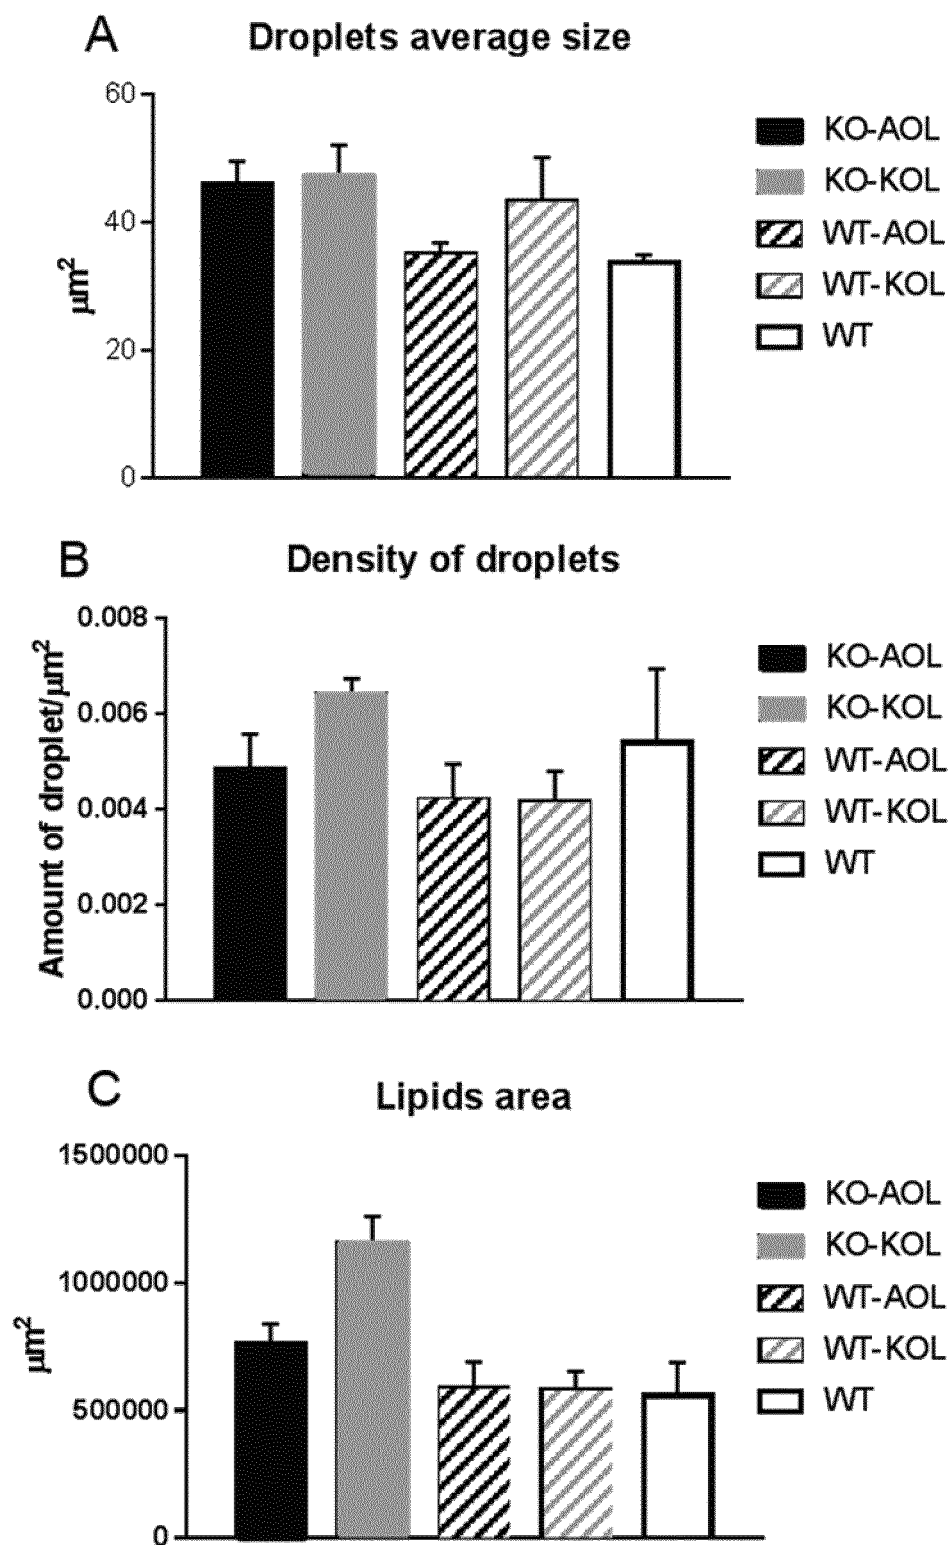 A
Droplets average size
60
40
20
0
μm²
KO-AOL
KO-KOL
WT-AOL
WT-KOL
WT
B
Density of droplets
0.008
0.006
0.004
0.002
0.000
Amount of droplet/μm²
KO-AOL
KO-KOL
WT-AOL
WT-KOL
WT
C
Lipids area
1500000
1000000
500000
0
μm²
KO-AOL
KO-KOL
WT-AOL
WT-KOL
WT